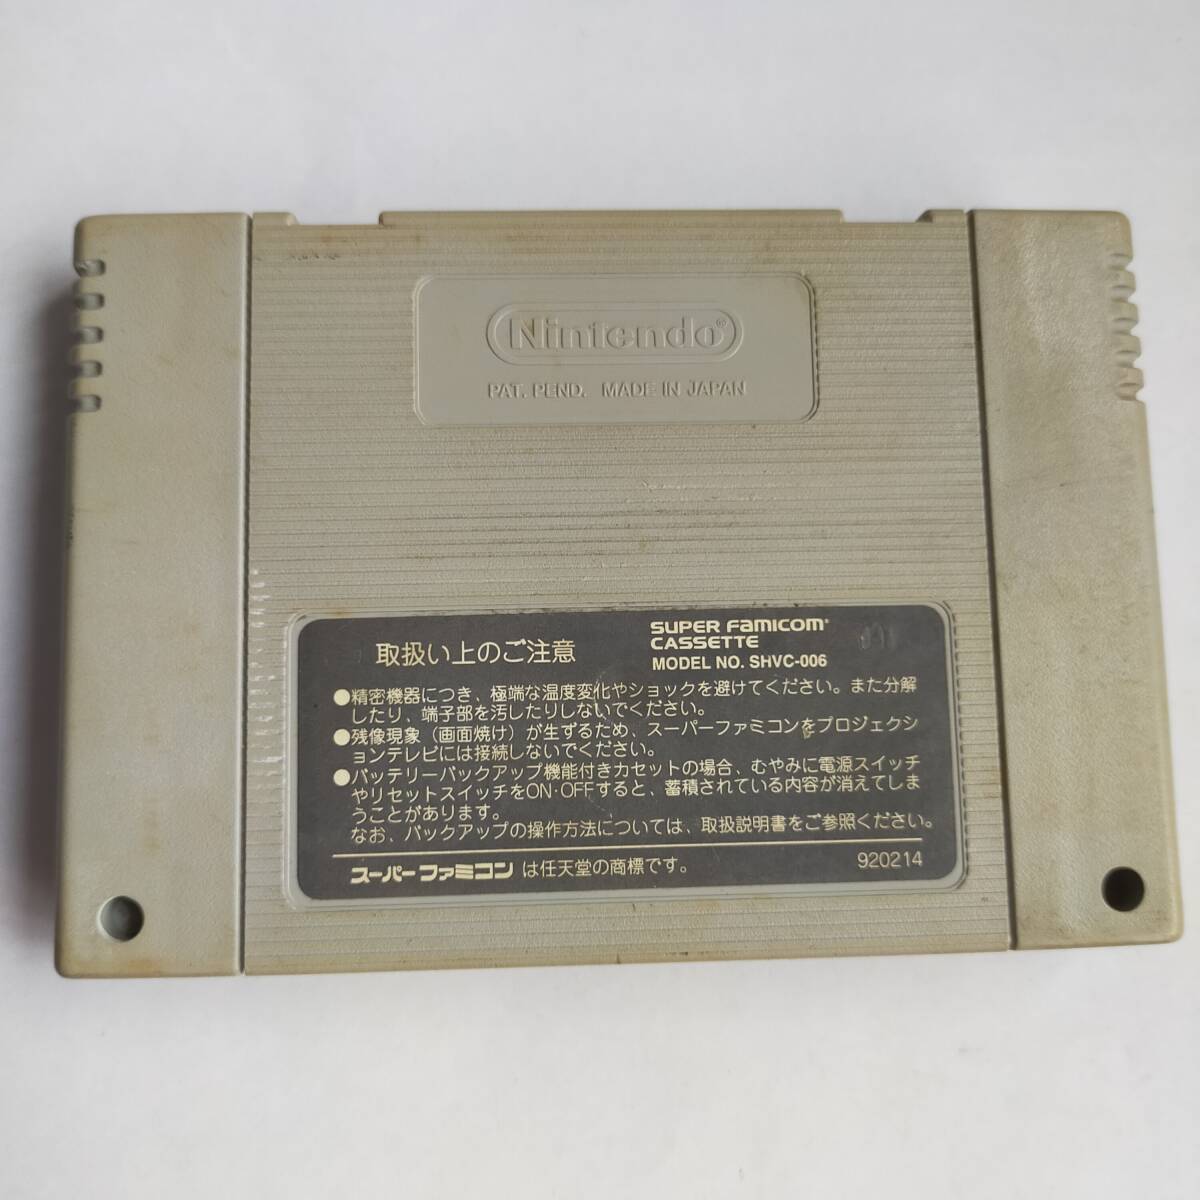 Nintendo®
PAT. PEND. MADE IN JAPAN
取扱い上のご注意
SUPER FAMICOM®
CASSETTE
MODEL NO. SHVC-006
●精密機器につき、極端な温度変化やショックを避けてください。また分解
したり、端子部を汚したりしないでください。
●残像現象（画面焼け）が生ずるため、スーパーファミコンをプロジェクシ
ョンテレビには接続しないでください。
●バッテリーバックアップ機能付きカセットの場合、むやみに電源スイッチ
やリセットスイッチをON·OFFすると、蓄積されている内容が消えてしま
うことがあります。
なお、バックアップの操作方法については、取扱説明書をご参照ください。
スーパーファミコン は任天堂の商標です。
920214